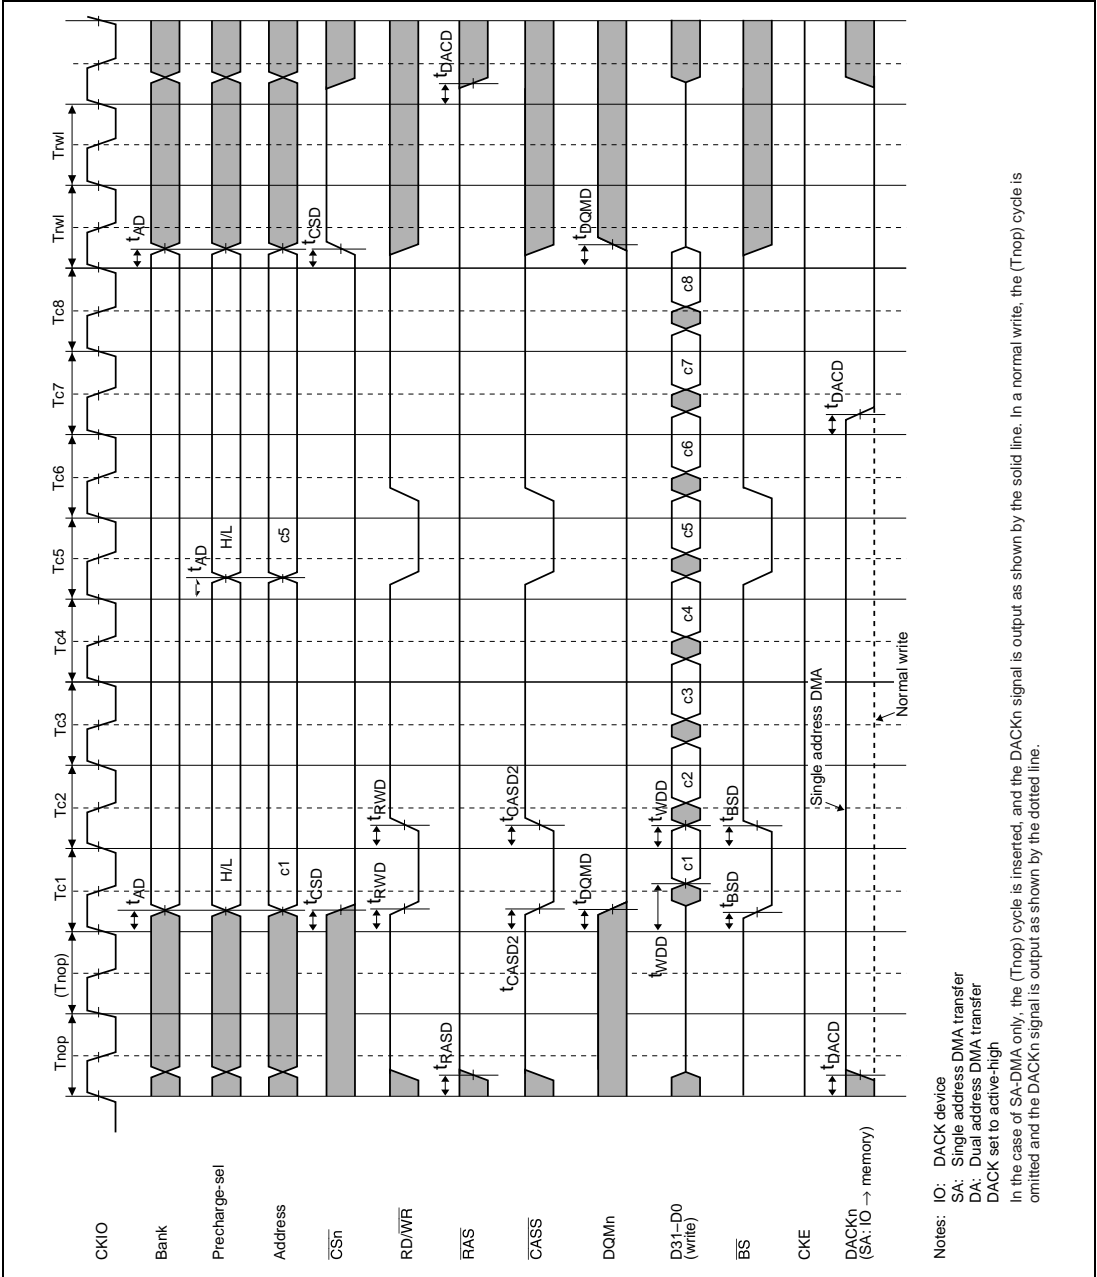 Tnop (Tnop) Tc1 Tc2 Tc3 Tc4 Tc5 Tc6 Tc7 Tc8 Trwl Trwl
CKIO
tAD tAD
Bank
tAD
Precharge-sel H/L H/L
Address c1 c5
tCSD tCSD
CSn
tRWD tRWD
RD/WR
tRASD tDACD
RAS
tCASD2 tCASD2
CASS
tDQMD tDQMD
DQMn
tWDD tWDD
D31–D0
(write)
c1 c2 c3 c4 c5 c6 c7 c8
tBSD tBSD
BS
CKE
Single address DMA
tDACD tDACD
DACKn
(SA: IO → memory)
Normal write
Notes: IO: DACK device
SA: Single address DMA transfer
DA: Dual address DMA transfer
DACK set to active-high
In the case of SA-DMA only, the (Tnop) cycle is inserted, and the DACKn signal is output as shown by the solid line. In a normal write, the (Tnop) cycle is
omitted and the DACKn signal is output as shown by the dotted line.